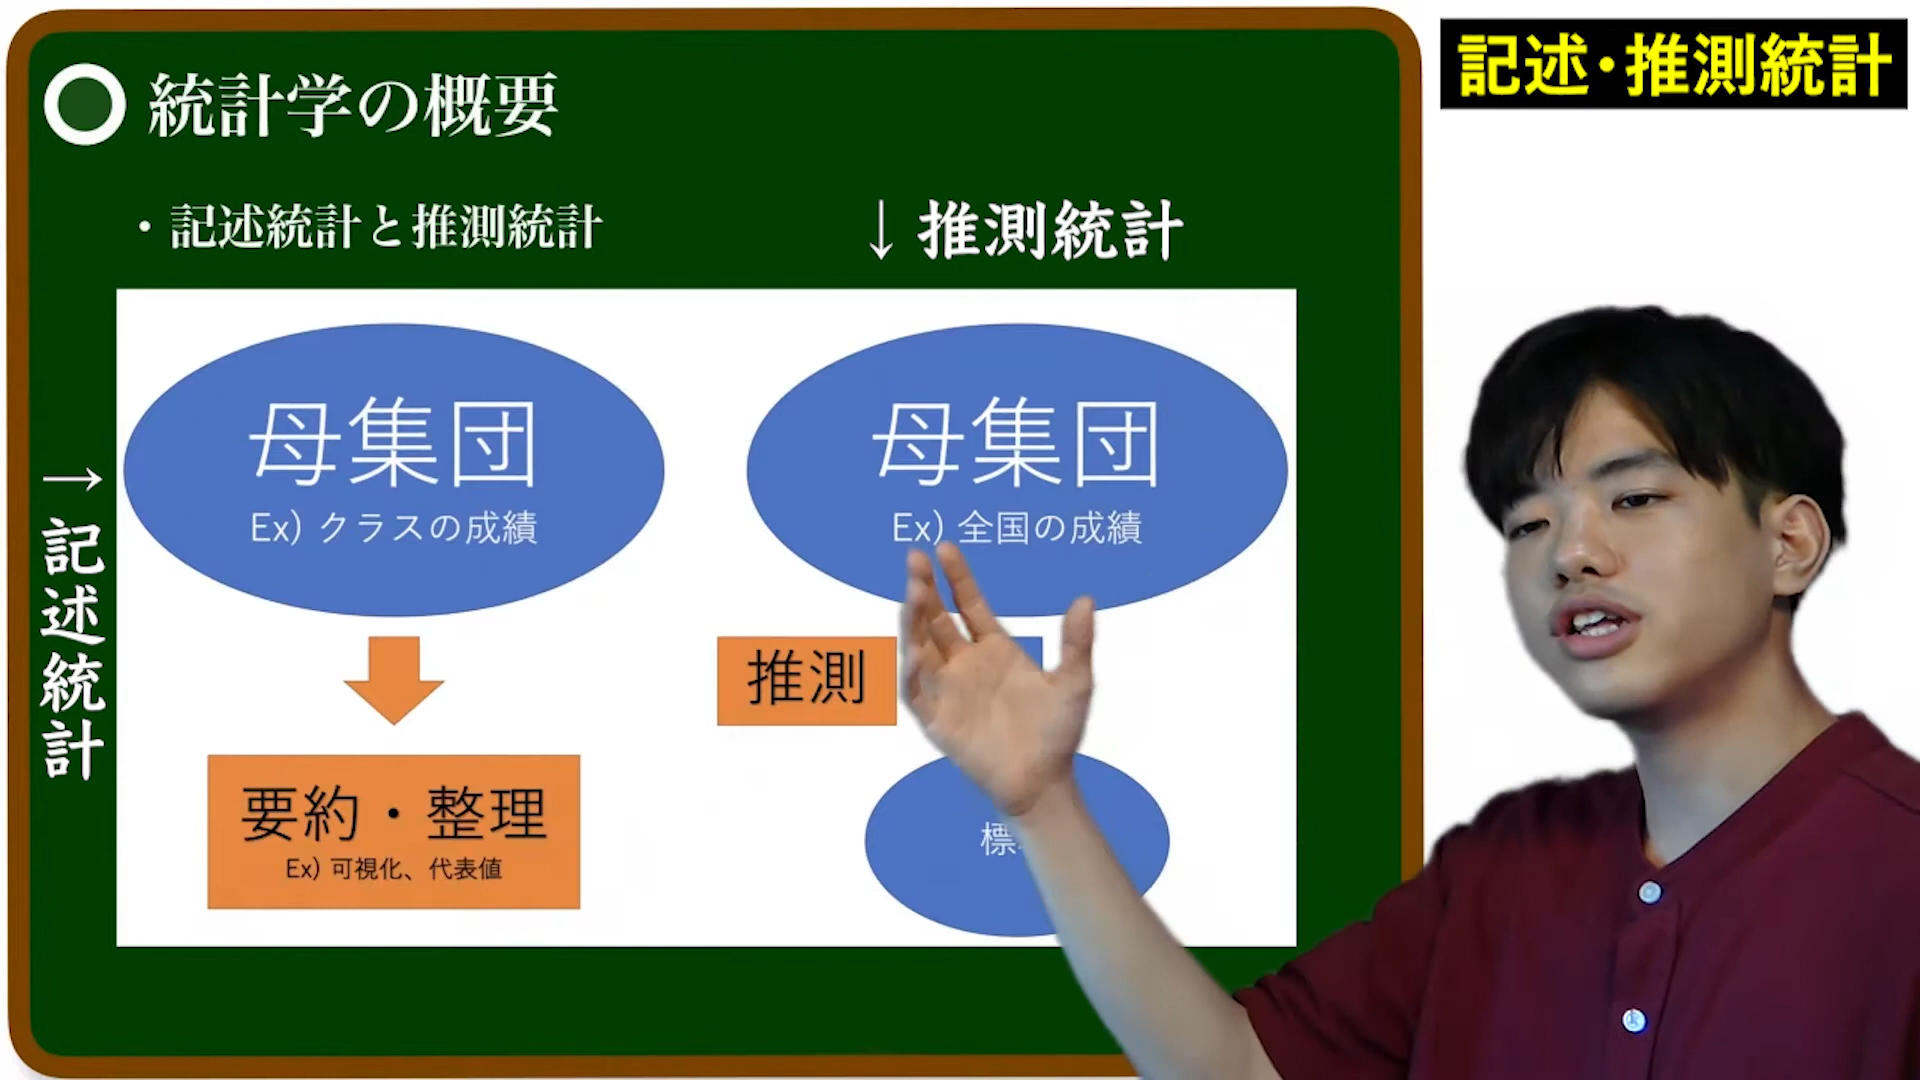 記述・推測統計
統計学の概要
・記述統計と推測統計
↓推測統計
→記述統計
母集団
Ex) クラスの成績
要約・整理
Ex) 可視化、代表値
母集団
Ex) 全国の成績
推測
標